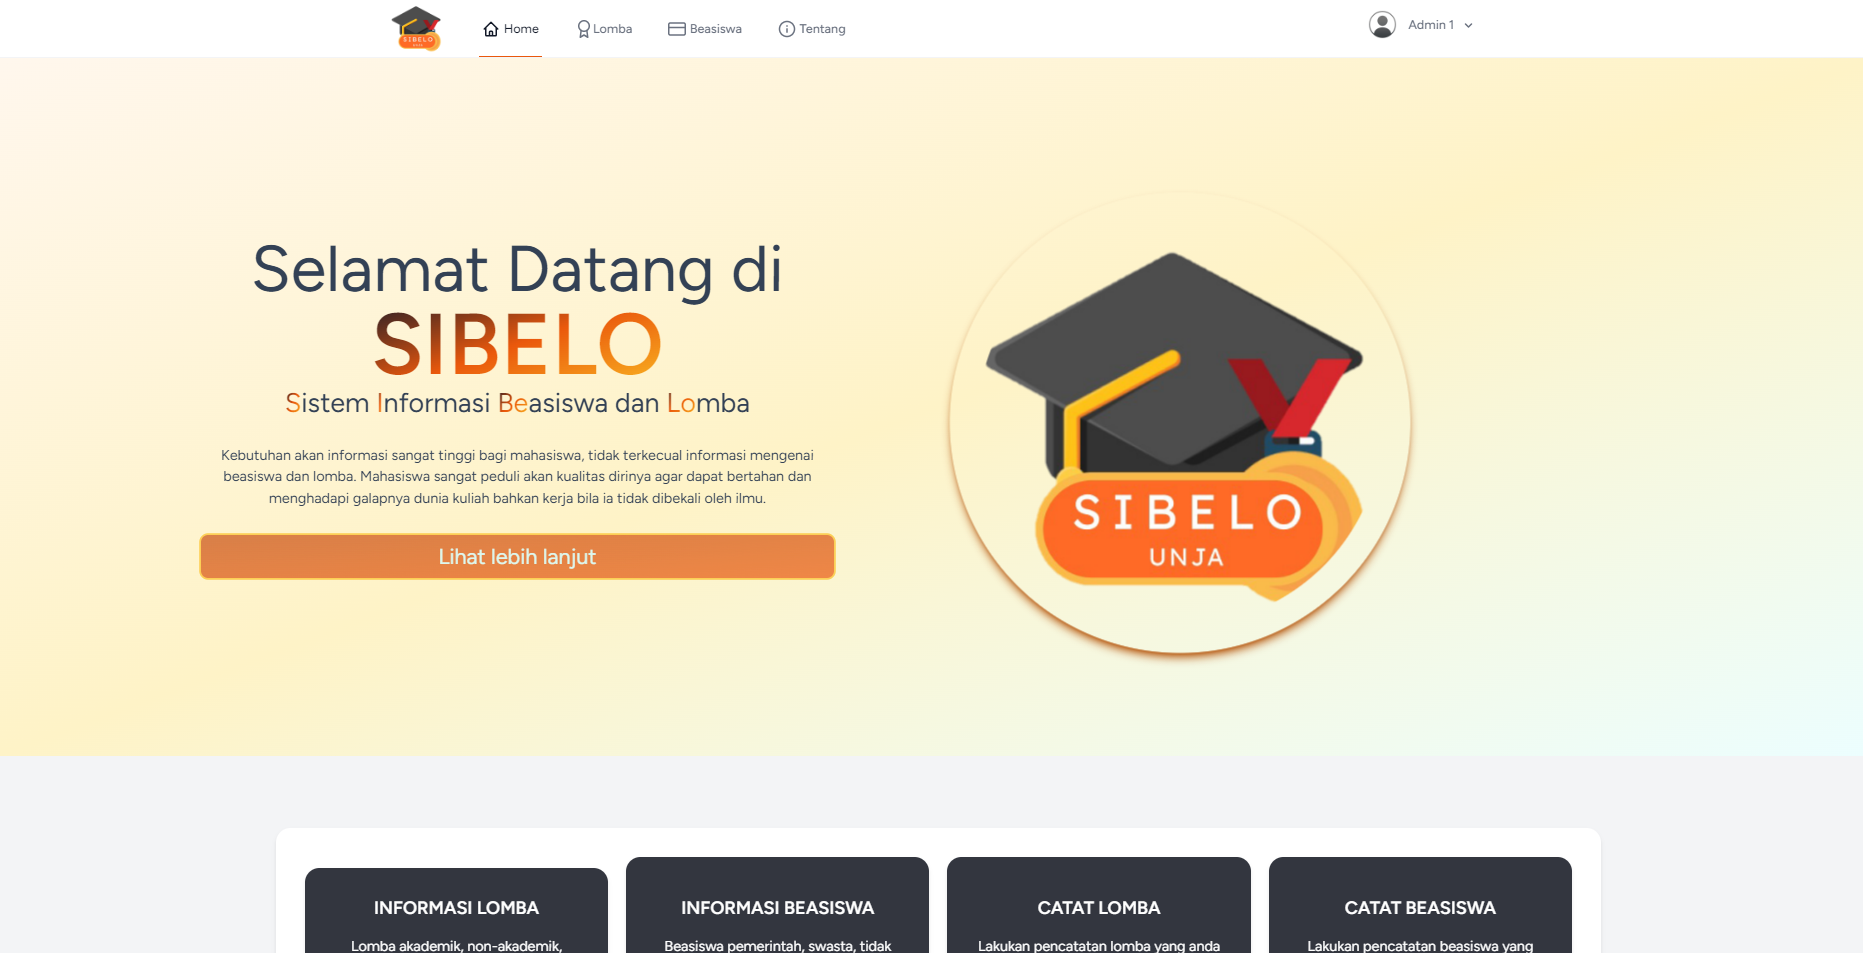 SIBELO
Home
Lomba
Beasiswa
Tentang
Admin 1
Selamat Datang di
SIBELO
Sistem Informasi Beasiswa dan Lomba
Kebutuhan akan informasi sangat tinggi bagi mahasiswa, tidak terkecual informasi mengenai
beasiswa dan lomba. Mahasiswa sangat peduli akan kualitas dirinya agar dapat bertahan dan
menghadapi galapnya dunia kuliah bahkan kerja bila ia tidak dibekali oleh ilmu.
Lihat lebih lanjut
SIBELO
UNJA
INFORMASI LOMBA
Lomba akademik, non-akademik,
INFORMASI BEASISWA
Beasiswa pemerintah, swasta, tidak
CATAT LOMBA
Lakukan pencatatan lomba yang anda
CATAT BEASISWA
Lakukan pencatatan beasiswa yang